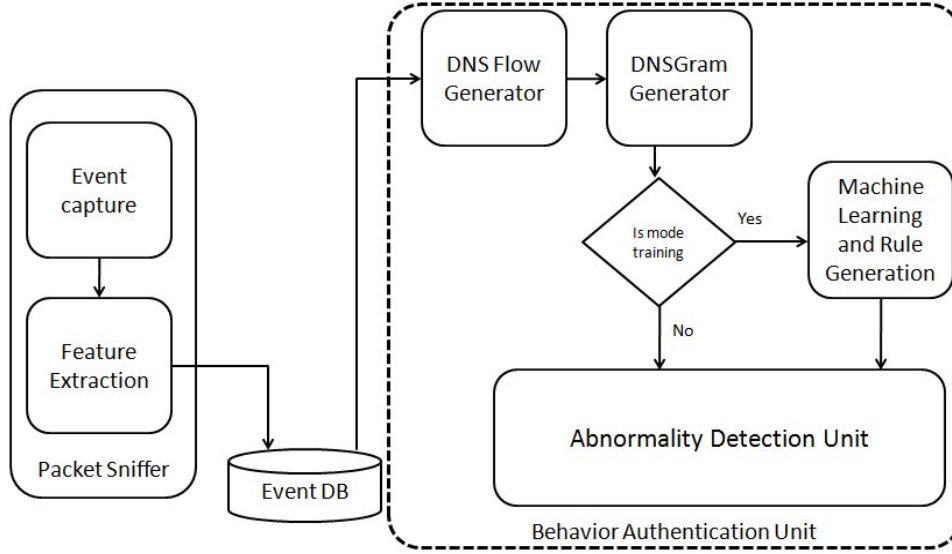 Event
capture
Feature
Extraction
Packet Sniffer
Event DB
DNS Flow
Generator
DNSGram
Generator
Is mode
training
Yes
No
Machine
Learning
and Rule
Generation
Abnormality Detection Unit
Behavior Authentication Unit